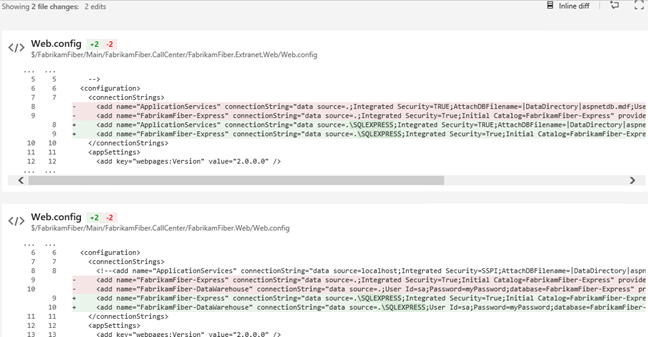 Showing 2 file changes: 2 edits
Inline diff
Web.config +2 -2
$/FabrikamFiber/Main/FabrikamFiber.CallCenter/FabrikamFiber.Extranet.Web/Web.config
... ...
5 5 -->
6 6 <configuration>
7 7 <connectionStrings>
8 - <add name="ApplicationServices" connectionString="data source=.;Integrated Security=TRUE;AttachDBFilename=|DataDirectory|aspnetdb.mdf;Use
9 - <add name="FabrikamFiber-Express" connectionString="data source=.;Integrated Security=True;Initial Catalog=FabrikamFiber-Express" provide
8 + <add name="ApplicationServices" connectionString="data source=.\SQLEXPRESS;Integrated Security=TRUE;AttachDBFilename=|DataDirectory|aspn
9 + <add name="FabrikamFiber-Express" connectionString="data source=.\SQLEXPRESS;Integrated Security=True;Initial Catalog=FabrikamFiber-Expre
10 10 </connectionStrings>
11 11 <appSettings>
12 12 <add key="webpages:Version" value="2.0.0.0" />
... ...
Web.config +2 -2
$/FabrikamFiber/Main/FabrikamFiber.CallCenter/FabrikamFiber.Web/Web.config
... ...
6 6 <configuration>
7 7 <connectionStrings>
8 8 <!--<add name="ApplicationServices" connectionString="data source=localhost;Integrated Security=SSPI;AttachDBFilename=|DataDirectory|aspn
9 - <add name="FabrikamFiber-Express" connectionString="data source=.;Integrated Security=True;Initial Catalog=FabrikamFiber-Express" provide
10 - <add name="FabrikamFiber-DataWarehouse" connectionString="data source=.;User Id=sa;Password=myPassword;database=FabrikamFiber-Express" pr
9 + <add name="FabrikamFiber-Express" connectionString="data source=.\SQLEXPRESS;Integrated Security=True;Initial Catalog=FabrikamFiber-Expre
10 + <add name="FabrikamFiber-DataWarehouse" connectionString="data source=.\SQLEXPRESS;User Id=sa;Password=myPassword;database=FabrikamFiber-
11 11 </connectionStrings>
12 12 <appSettings>
13 13 <add key="webpages:Version" value="2.0.0.0" />